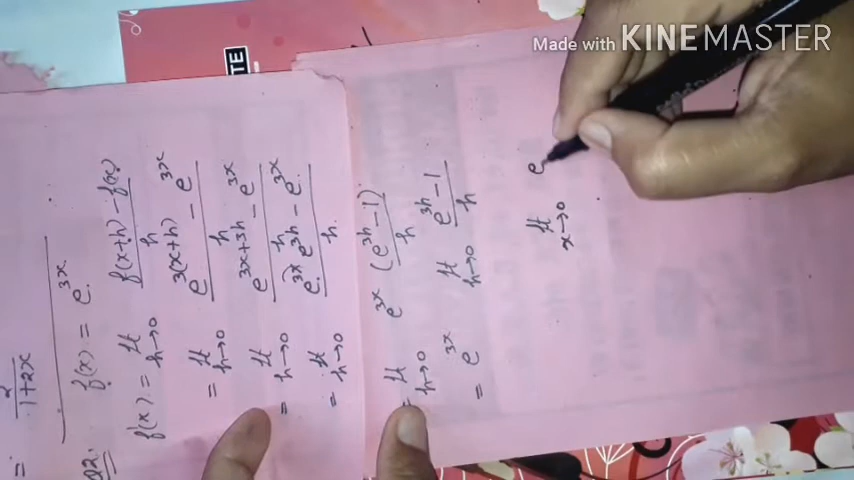 Made with KINEMASTER
TE
= 2/(1+2x)
Q2. f(x) = e^{3x}.
f'(x) = lt_{h→0} (f(x+h) - f(x))/h
= lt_{h→0} (e^{3(x+h)} - e^{3x})/h
= lt_{h→0} (e^{3x+3h} - e^{3x})/h
= lt_{h→0} (e^{3x}. e^{3h} - e^{3x})/h
= lt_{h→0} e^{3x} (e^{3h} - 1)/h
= e^{3x} lt_{h→0} (e^{3h} - 1)/h
lt_{x→0} e